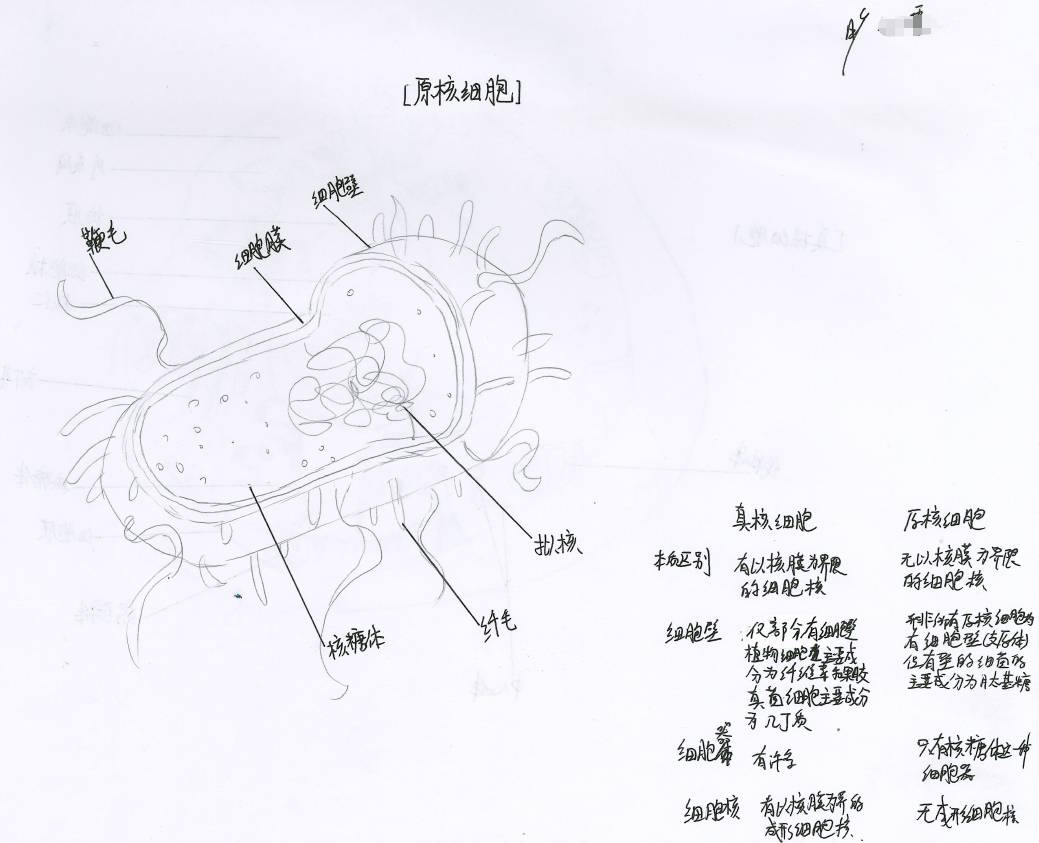 [原核细胞]
细胞壁
鞭毛
细胞膜
拟核
纤毛
核糖体
真核细胞
原核细胞
本质区别
有以核膜为界限
的细胞核
无以核膜为界限
的细胞核
细胞壁
仅部分有细胞壁
植物细胞壁主要成
分为纤维素和果胶
真菌细胞主要成分
为几丁质
并非所有原核细胞均
有细胞壁(支原体)
但有壁的细菌的
主要成分为肽基糖
细胞器
有许多
只有核糖体这一种
细胞器
细胞核
有以核膜为界的
成形细胞核
无成形细胞核